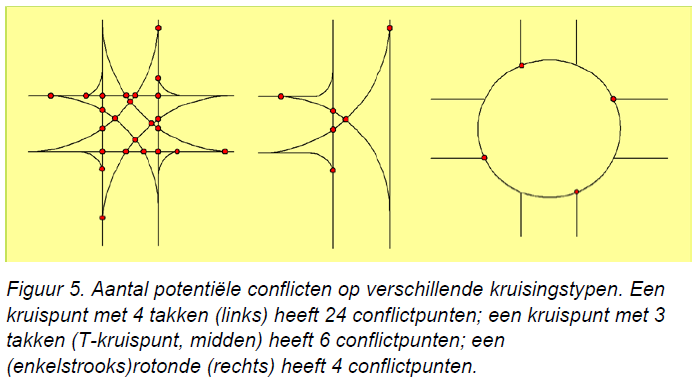 Figuur 5. Aantal potentiële conflicten op verschillende kruisingstypen. Een
kruispunt met 4 takken (links) heeft 24 conflictpunten; een kruispunt met 3
takken (T-kruispunt, midden) heeft 6 conflictpunten; een
(enkelstrooks)rotonde (rechts) heeft 4 conflictpunten.